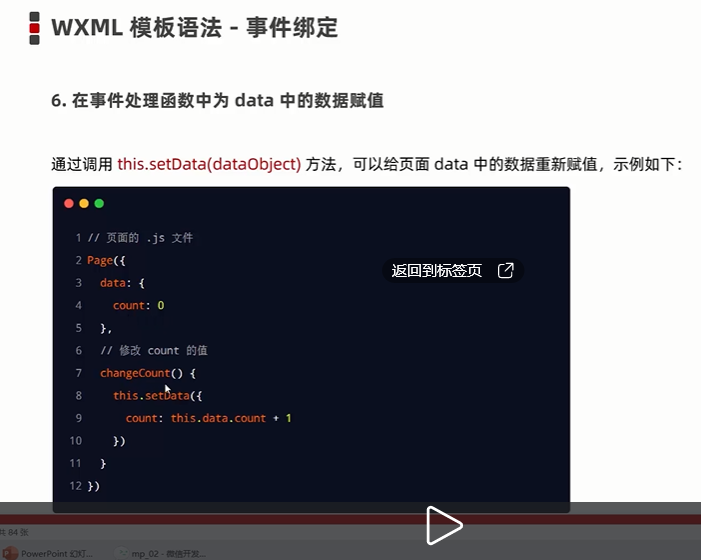 WXML 模板语法 - 事件绑定
6. 在事件处理函数中为 data 中的数据赋值
通过调用 this.setData(dataObject) 方法，可以给页面 data 中的数据重新赋值，示例如下：
1 // 页面的 .js 文件
2 Page({
返回到标签页
3 data: {
4 count: 0
5 },
6 // 修改 count 的值
7 changeCount() {
8 this.setData({
9 count: this.data.count + 1
10 })
11 }
12 })
共 84 张
PowerPoint 幻灯... mp_02 - 微信开发...